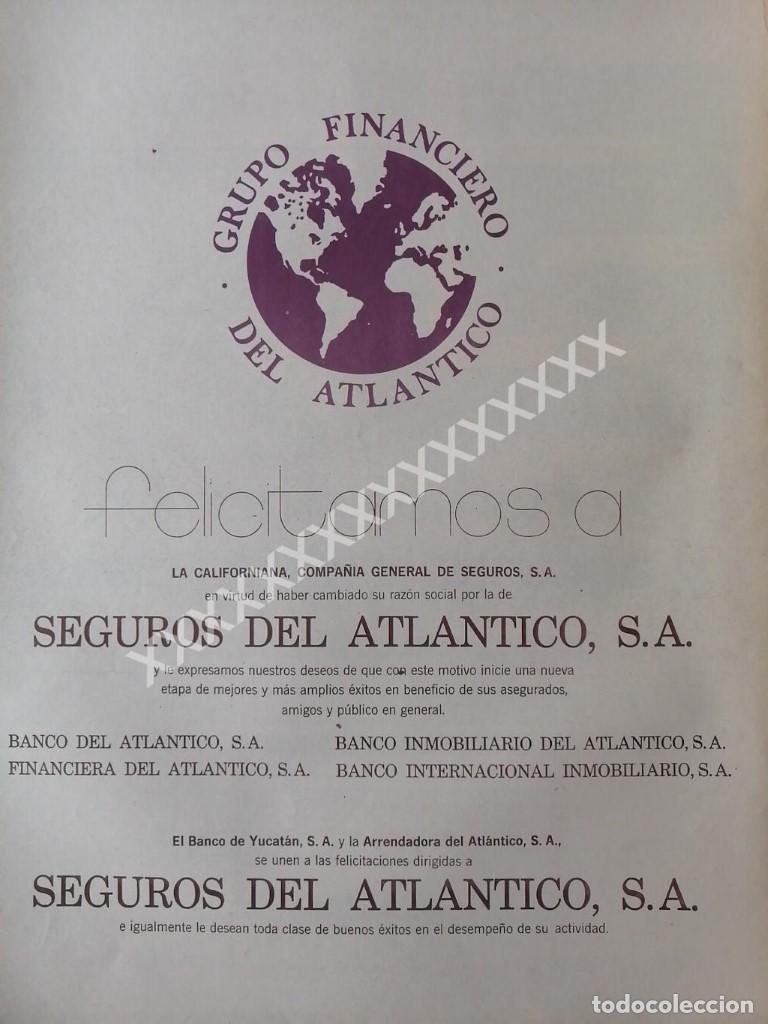 GRUPO FINANCIERO
DEL ATLANTICO
felicitamos a
LA CALIFORNIANA, COMPAÑIA GENERAL DE SEGUROS, S.A.
en virtud de haber cambiado su razón social por la de
SEGUROS DEL ATLANTICO, S.A.
y le expresamos nuestros deseos de que con este motivo inicie una nueva
etapa de mejores y más amplios éxitos en beneficio de sus asegurados,
amigos y público en general.
BANCO DEL ATLANTICO, S.A. BANCO INMOBILIARIO DEL ATLANTICO, S.A.
FINANCIERA DEL ATLANTICO, S.A. BANCO INTERNACIONAL INMOBILIARIO, S.A.
El Banco de Yucatán, S.A. y la Arrendadora del Atlántico, S.A.,
se unen a las felicitaciones dirigidas a
SEGUROS DEL ATLANTICO, S.A.
e igualmente le desean toda clase de buenos éxitos en el desempeño de su actividad.
XXXXXXXXXXXXXXXXX
todocoleccion